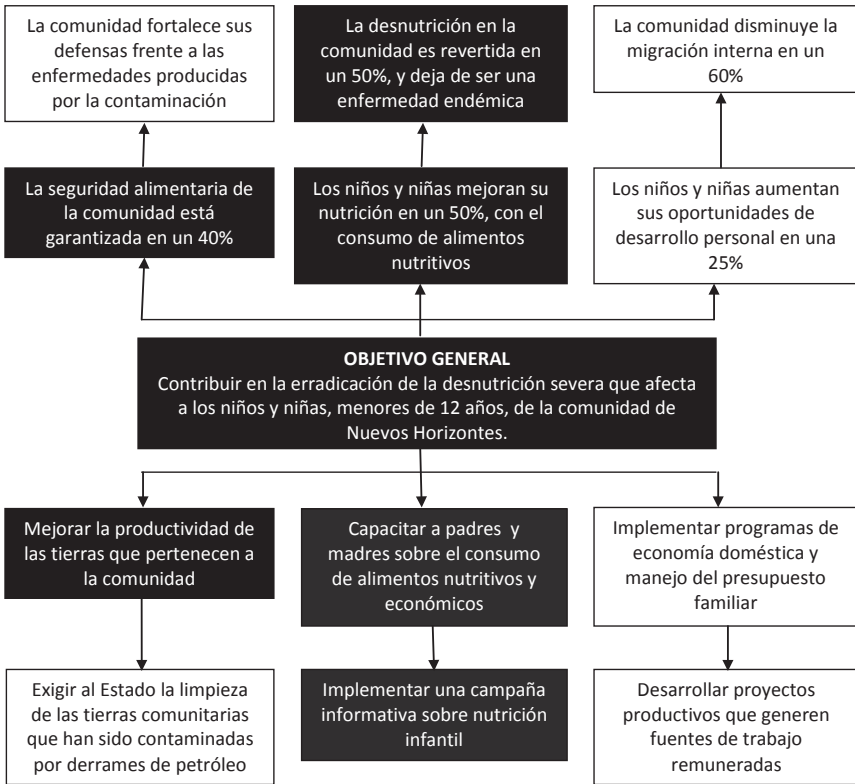 La comunidad fortalece sus
defensas frente a las
enfermedades producidas
por la contaminación
La desnutrición en la
comunidad es revertida en
un 50%, y deja de ser una
enfermedad endémica
La comunidad disminuye la
migración interna en un
60%
La seguridad alimentaria de
la comunidad está
garantizada en un 40%
Los niños y niñas mejoran su
nutrición en un 50%, con el
consumo de alimentos
nutritivos
Los niños y niñas aumentan
sus oportunidades de
desarrollo personal en una
25%
OBJETIVO GENERAL
Contribuir en la erradicación de la desnutrición severa que afecta
a los niños y niñas, menores de 12 años, de la comunidad de
Nuevos Horizontes.
Mejorar la productividad de
las tierras que pertenecen a
la comunidad
Capacitar a padres y
madres sobre el consumo
de alimentos nutritivos y
económicos
Implementar programas de
economía doméstica y
manejo del presupuesto
familiar
Exigir al Estado la limpieza
de las tierras comunitarias
que han sido contaminadas
por derrames de petróleo
Implementar una campaña
informativa sobre nutrición
infantil
Desarrollar proyectos
productivos que generen
fuentes de trabajo
remuneradas